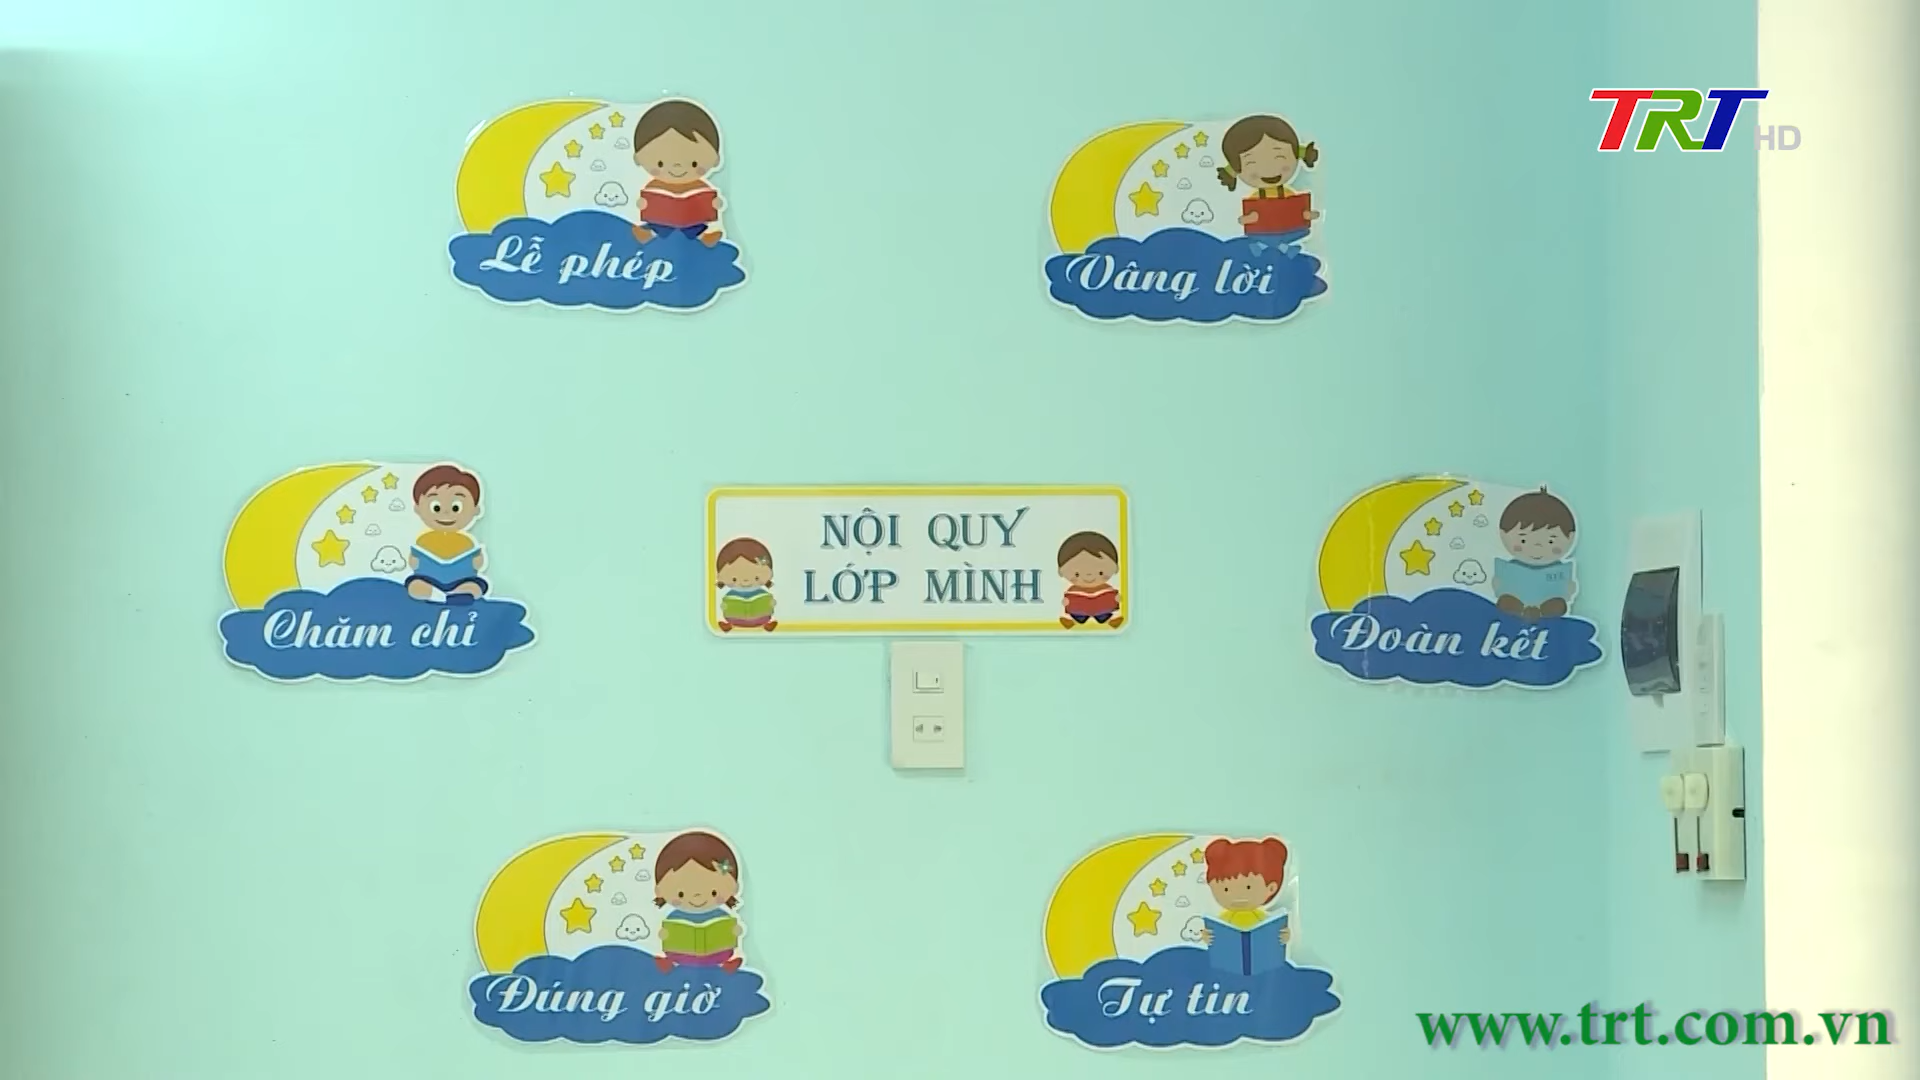 TRT HD
Lễ phép
Vâng lời
Chăm chỉ
NỘI QUY
LỚP MÌNH
Đoàn kết
Đúng giờ
Tự tin
www.trt.com.vn